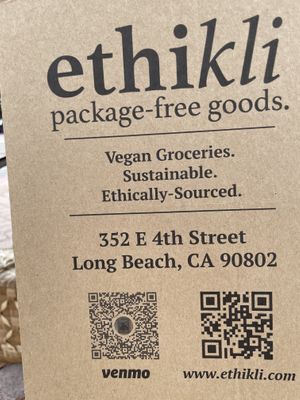 ethikli
package-free goods.
Vegan Groceries.
Sustainable.
Ethically-Sourced.
352 E 4th Street
Long Beach, CA 90802
venmo
www.ethikli.com